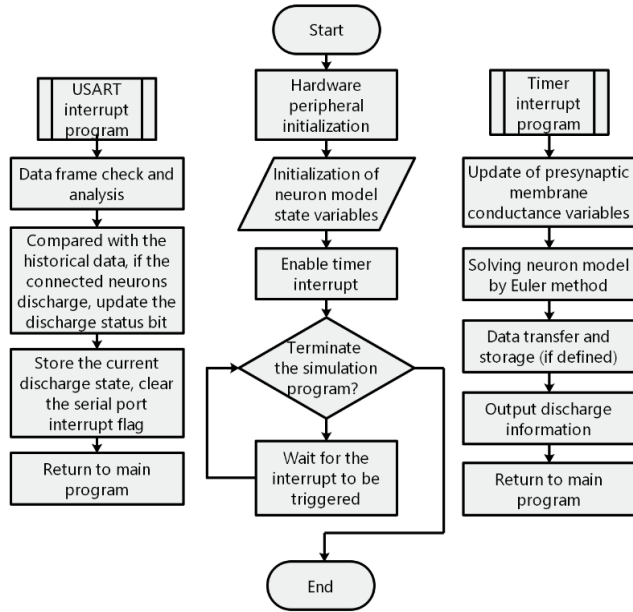 USART
interrupt
program
Data frame check and
analysis
Compared with the
historical data, if the
connected neurons
discharge, update the
discharge status bit
Store the current
discharge state, clear
the serial port
interrupt flag
Return to main
program
Start
Hardware
peripheral
initialization
Initialization of
neuron model
state variables
Enable timer
interrupt
Terminate
the simulation
program?
Wait for the
interrupt to be
triggered
End
Timer
interrupt
program
Update of presynaptic
membrane
conductance variables
Solving neuron model
by Euler method
Data transfer and
storage (if defined)
Output discharge
information
Return to main
program